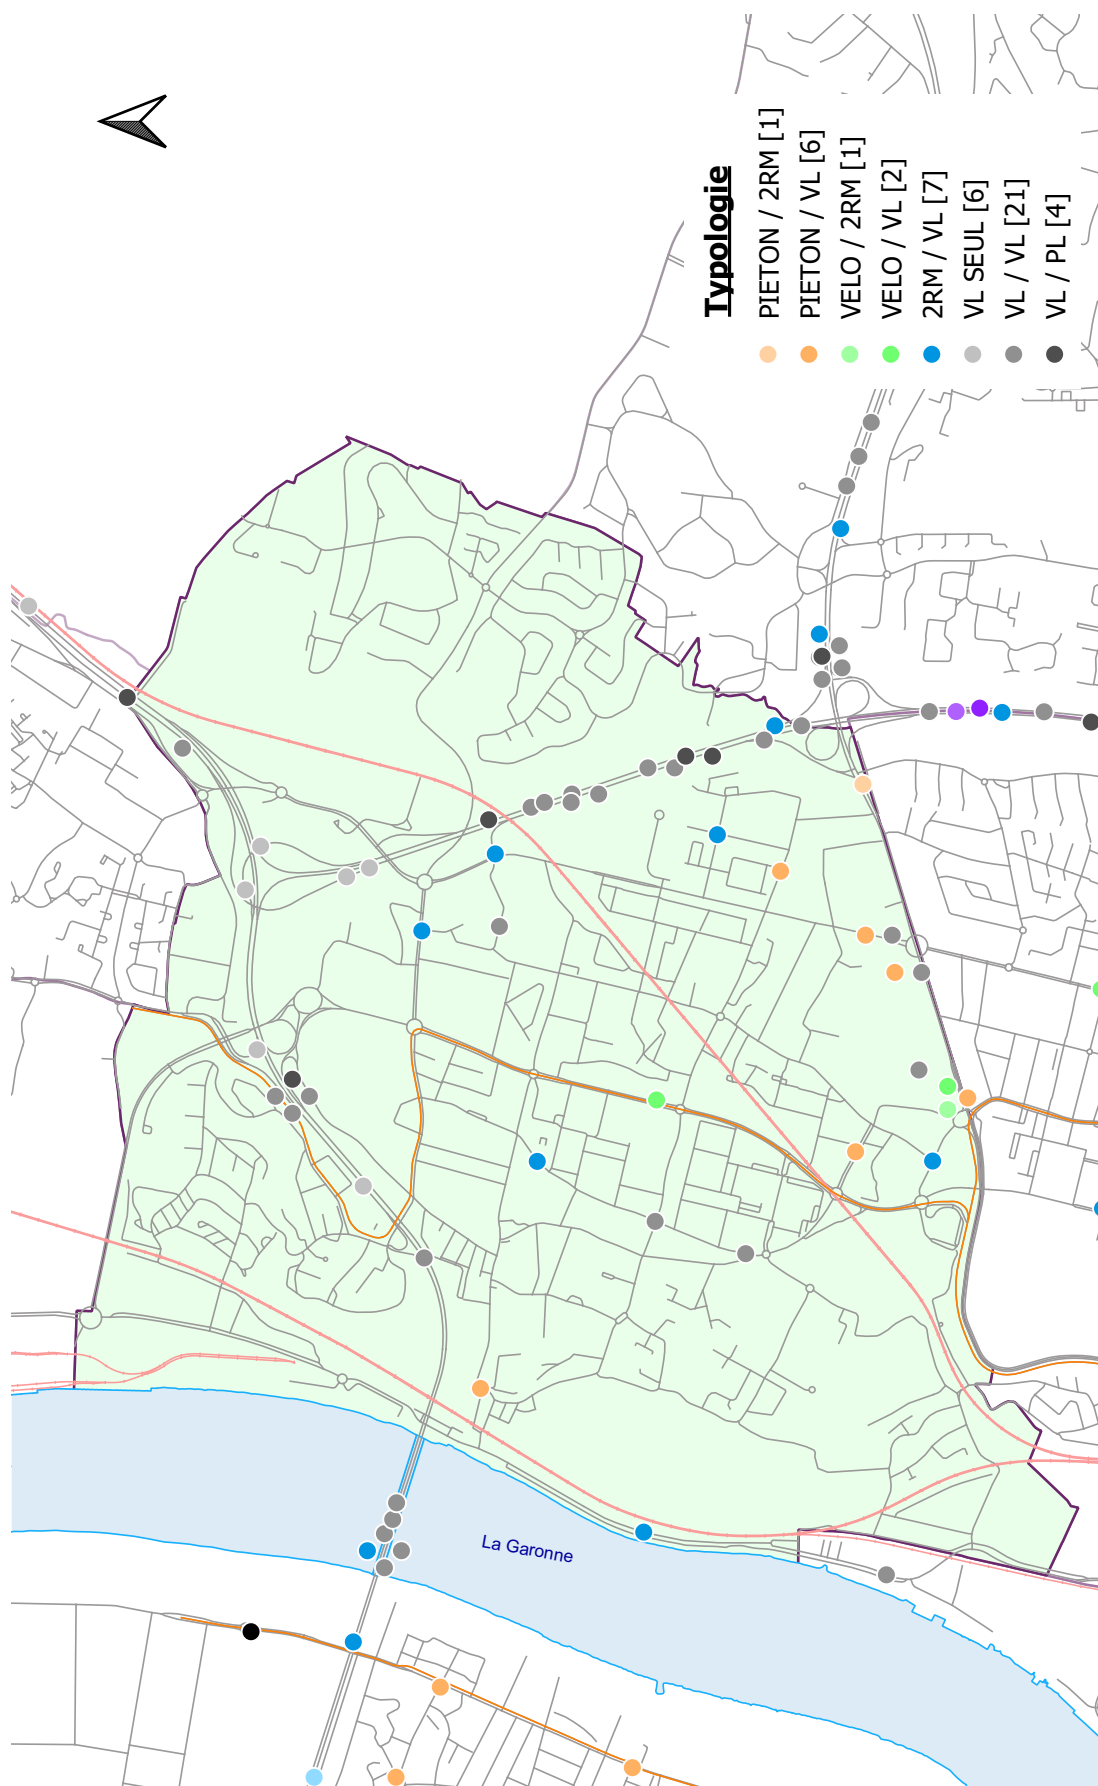 Typologie
PIETON / 2RM [1]
PIETON / VL [6]
VELO / 2RM [1]
VELO / VL [2]
2RM / VL [7]
VL SEUL [6]
VL / VL [21]
VL / PL [4]
La Garonne